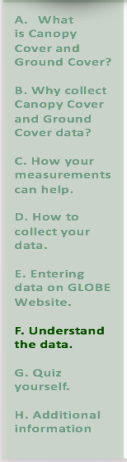 A. What
is Canopy
Cover and
Ground Cover?
B. Why collect
Canopy Cover
and Ground
Cover data?
C. How your
measurements
can help.
D. How to
collect your
data.
E. Entering
data on GLOBE
Website.
F. Understand
the data.
G. Quiz
yourself.
H. Additional
information